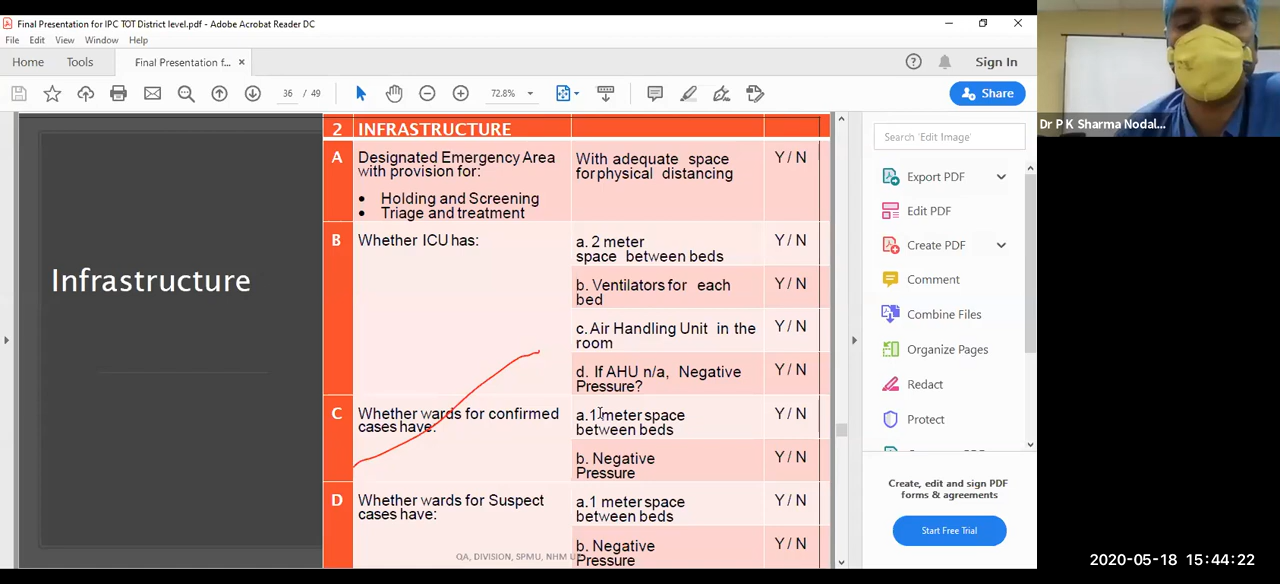 Final Presentation for IPC TOT District level.pdf - Adobe Acrobat Reader DC
File Edit View Window Help
Home Tools Final Presentation f... × Sign In
36 / 49 72.8% Share
2 INFRASTRUCTURE
A Designated Emergency Area With adequate space Y / N
with provision for: for physical distancing
• Holding and Screening
• Triage and treatment
B Whether ICU has: a. 2 meter Y / N
space between beds
b. Ventilators for each Y / N
bed
c. Air Handling Unit in the Y / N
room
d. If AHU n/a, Negative Y / N
Pressure?
C Whether wards for confirmed a.1 meter space Y / N
cases have: between beds
b. Negative Y / N
Pressure
D Whether wards for Suspect a.1 meter space Y / N
cases have: between beds
b. Negative Y / N
Pressure
QA, DIVISION, SPMU, NHM U
Infrastructure
Search 'Edit Image'
Export PDF
Edit PDF
Create PDF
Comment
Combine Files
Organize Pages
Redact
Protect
Create, edit and sign PDF
forms & agreements
Start Free Trial
Dr P K Sharma Nodal...
2020-05-18 15:44:22